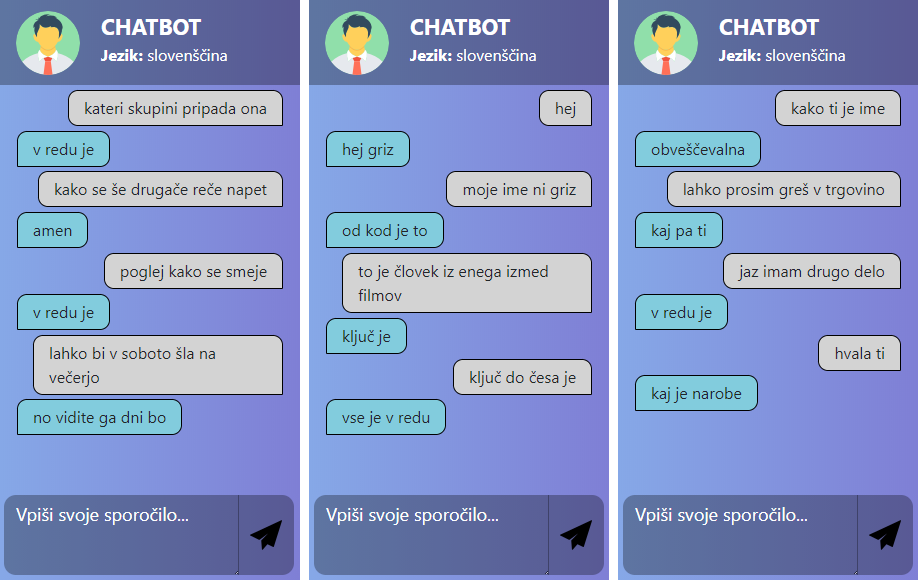 CHATBOT
Jezik: slovenščina
kateri skupini pripada ona
v redu je
kako se še drugače reče napet
amen
poglej kako se smeje
v redu je
lahko bi v soboto šla na
večerjo
no vidite ga dni bo
Vpiši svoje sporočilo...
CHATBOT
Jezik: slovenščina
hej
hej griz
moje ime ni griz
od kod je to
to je človek iz enega izmed
filmov
ključ je
ključ do česa je
vse je v redu
Vpiši svoje sporočilo...
CHATBOT
Jezik: slovenščina
kako ti je ime
obveščevalna
lahko prosim greš v trgovino
kaj pa ti
jaz imam drugo delo
v redu je
hvala ti
kaj je narobe
Vpiši svoje sporočilo...